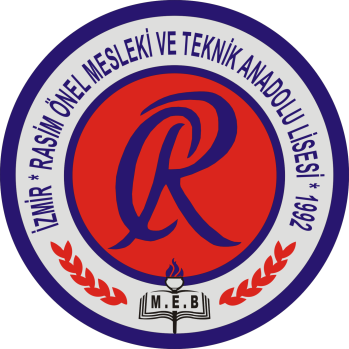 İZMİR * RASİM ÖNEL MESLEKİ VE TEKNİK ANADOLU LİSESİ * 1992
R
M.E.B